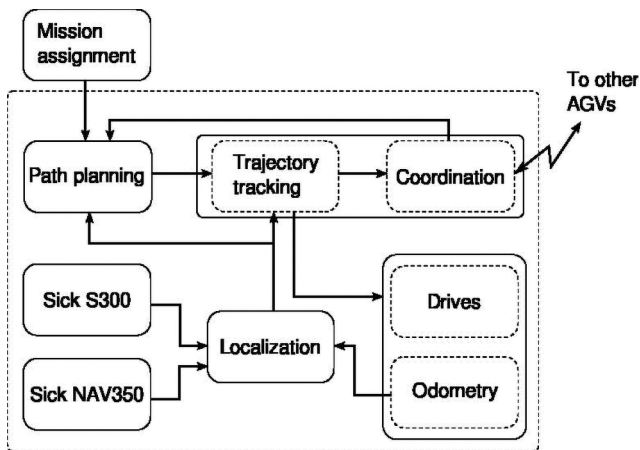 Mission
assignment
To other
AGVs
Path planning
Trajectory
tracking
Coordination
Sick S300
Localization
Drives
Sick NAV350
Odometry